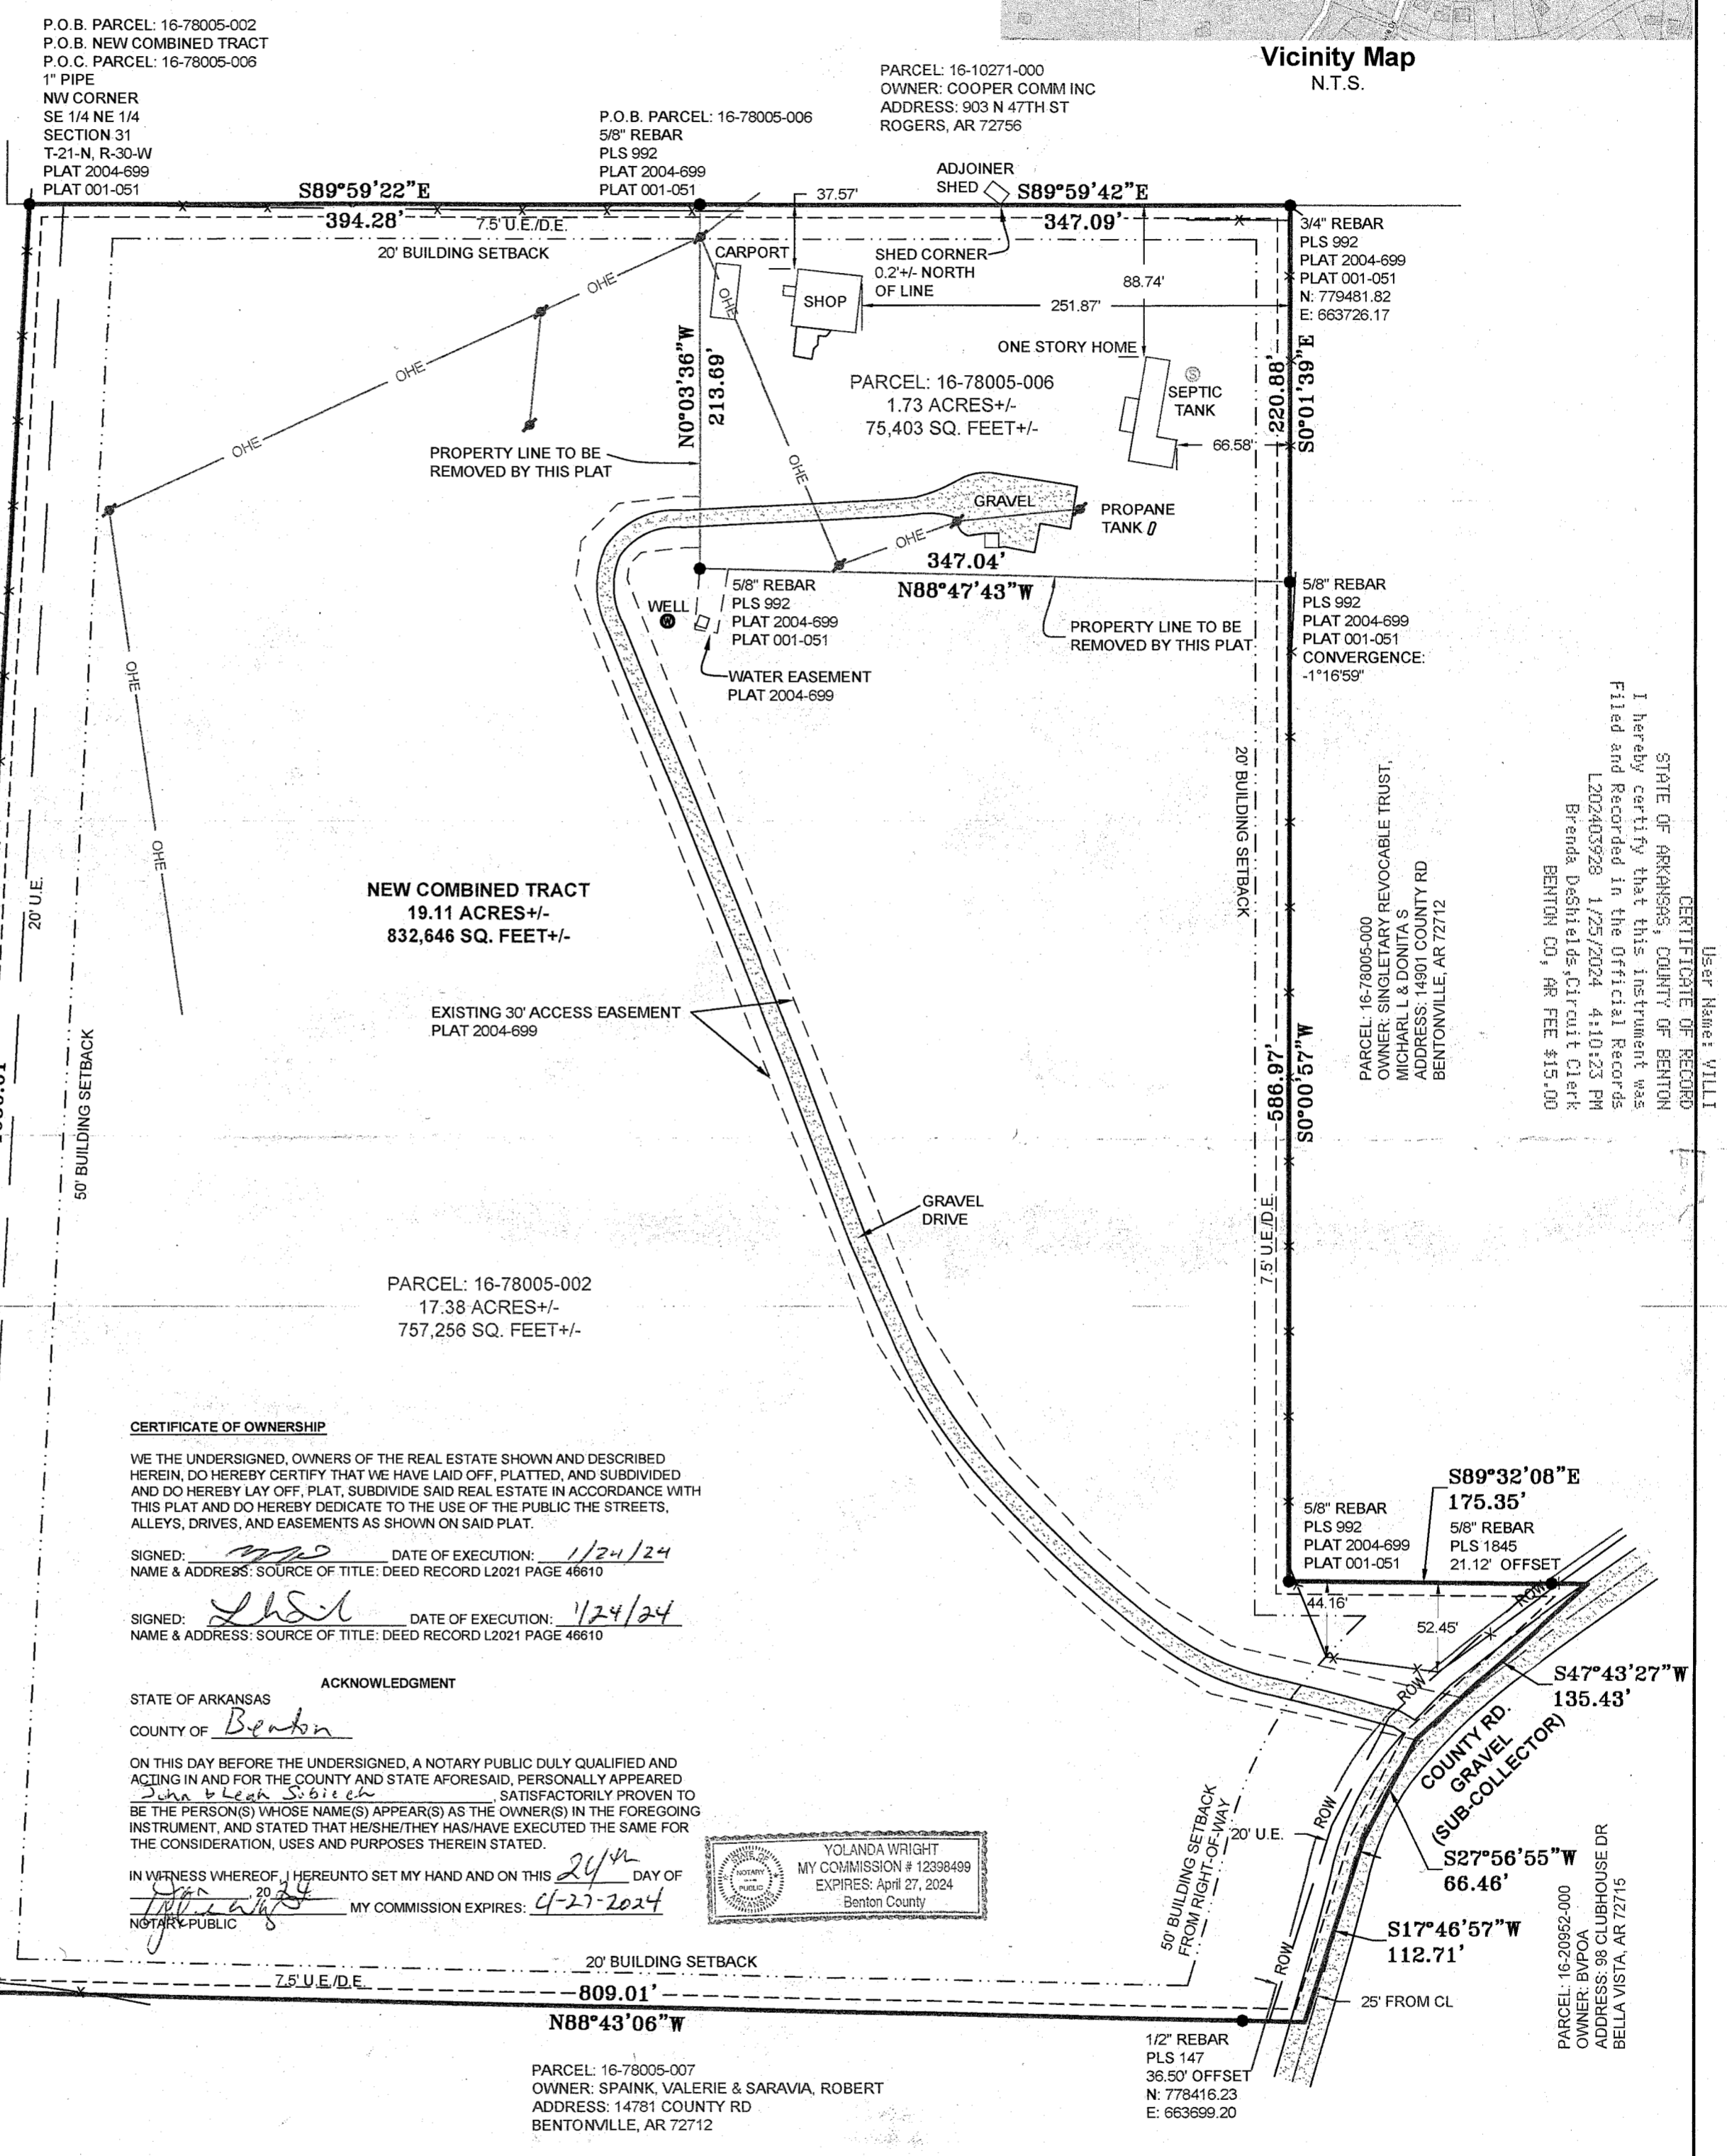 P.O.B. PARCEL: 16-78005-002
P.O.B. NEW COMBINED TRACT
P.O.C. PARCEL: 16-78005-006
1" PIPE
NW CORNER
SE 1/4 NE 1/4
SECTION 31
T-21-N, R-30-W
PLAT 2004-699
PLAT 001-051
P.O.B. PARCEL: 16-78005-006
5/8" REBAR
PLS 992
PLAT 2004-699
PLAT 001-051
PARCEL: 16-10271-000
OWNER: COOPER COMM INC
ADDRESS: 903 N 47TH ST
ROGERS, AR 72756
Vicinity Map
N.T.S.
ADJOINER
SHED
S89°59'22"E
394.28'
7.5' U.E./D.E.
20' BUILDING SETBACK
37.57'
S89°59'42"E
347.09'
3/4" REBAR
PLS 992
PLAT 2004-699
PLAT 001-051
N: 779481.82
E: 663726.17
CARPORT
SHED CORNER
0.2'+/- NORTH
OF LINE
SHOP
88.74'
251.87'
OHE
OHE
OHE
OHE
ONE STORY HOME
N0°03'36"W
213.69'
PARCEL: 16-78005-006
1.73 ACRES+/-
75,403 SQ. FEET+/-
S
SEPTIC
TANK
66.58'
220.88'
S0°01'39"E
PROPERTY LINE TO BE
REMOVED BY THIS PLAT
OHE
GRAVEL
PROPANE
TANK
OHE
347.04'
N88°47'43"W
5/8" REBAR
PLS 992
PLAT 2004-699
PLAT 001-051
WELL
W
WATER EASEMENT
PLAT 2004-699
PROPERTY LINE TO BE
REMOVED BY THIS PLAT
5/8" REBAR
PLS 992
PLAT 2004-699
PLAT 001-051
CONVERGENCE:
-1°16'59"
OHE
OHE
20' U.E.
50' BUILDING SETBACK
NEW COMBINED TRACT
19.11 ACRES+/-
832,646 SQ. FEET+/-
EXISTING 30' ACCESS EASEMENT
PLAT 2004-699
20' BUILDING SETBACK
586.97'
S0°00'57"W
7.5' U.E./D.E.
PARCEL: 16-78005-000
OWNER: SINGLETARY REVOCABLE TRUST,
MICHARL L & DONITA S
ADDRESS: 14901 COUNTY RD
BENTONVILLE, AR 72712
User Name: VILLI
CERTIFICATE OF RECORD
STATE OF ARKANSAS, COUNTY OF BENTON
I hereby certify that this instrument was
Filed and Recorded in the Official Records
L202403928 1/25/2024 4:10:23 PM
Brenda DeShields, Circuit Clerk
BENTON CO, AR FEE $15.00
GRAVEL
DRIVE
PARCEL: 16-78005-002
17.38 ACRES+/-
757,256 SQ. FEET+/-
CERTIFICATE OF OWNERSHIP
WE THE UNDERSIGNED, OWNERS OF THE REAL ESTATE SHOWN AND DESCRIBED
HEREIN, DO HEREBY CERTIFY THAT WE HAVE LAID OFF, PLATTED, AND SUBDIVIDED
AND DO HEREBY LAY OFF, PLAT, SUBDIVIDE SAID REAL ESTATE IN ACCORDANCE WITH
THIS PLAT AND DO HEREBY DEDICATE TO THE USE OF THE PUBLIC THE STREETS,
ALLEYS, DRIVES, AND EASEMENTS AS SHOWN ON SAID PLAT.
SIGNED: DATE OF EXECUTION: 1/24/24
NAME & ADDRESS: SOURCE OF TITLE: DEED RECORD L2021 PAGE 46610
SIGNED: DATE OF EXECUTION: 1/24/24
NAME & ADDRESS: SOURCE OF TITLE: DEED RECORD L2021 PAGE 46610
ACKNOWLEDGMENT
STATE OF ARKANSAS
COUNTY OF Benton
ON THIS DAY BEFORE THE UNDERSIGNED, A NOTARY PUBLIC DULY QUALIFIED AND
ACTING IN AND FOR THE COUNTY AND STATE AFORESAID, PERSONALLY APPEARED
John & Leah , SATISFACTORILY PROVEN TO
BE THE PERSON(S) WHOSE NAME(S) APPEAR(S) AS THE OWNER(S) IN THE FOREGOING
INSTRUMENT, AND STATED THAT HE/SHE/THEY HAS/HAVE EXECUTED THE SAME FOR
THE CONSIDERATION, USES AND PURPOSES THEREIN STATED.
IN WITNESS WHEREOF, I HEREUNTO SET MY HAND AND ON THIS 24th DAY OF
Jan, 2024.
MY COMMISSION EXPIRES: 4-27-2024
NOTARY PUBLIC
YOLANDA WRIGHT
MY COMMISSION # 12398499
EXPIRES: April 27, 2024
Benton County
NOTARY
PUBLIC
ARKANSAS
5/8" REBAR
PLS 992
PLAT 2004-699
PLAT 001-051
S89°32'08"E
175.35'
5/8" REBAR
PLS 1845
21.12' OFFSET
44.16'
52.45'
ROW
ROW
ROW
ROW
S47°43'27"W
135.43'
COUNTY RD.
GRAVEL
(SUB-COLLECTOR)
S27°56'55"W
66.46'
S17°46'57"W
112.71'
50' BUILDING SETBACK
FROM RIGHT-OF-WAY
20' U.E.
25' FROM CL
PARCEL: 16-20952-000
OWNER: BVPOA
ADDRESS: 98 CLUBHOUSE DR
BELLA VISTA, AR 72715
20' BUILDING SETBACK
7.5' U.E./D.E.
809.01'
N88°43'06"W
1/2" REBAR
PLS 147
36.50' OFFSET
N: 778416.23
E: 663699.20
PARCEL: 16-78005-007
OWNER: SPAINK, VALERIE & SARAVIA, ROBERT
ADDRESS: 14781 COUNTY RD
BENTONVILLE, AR 72712